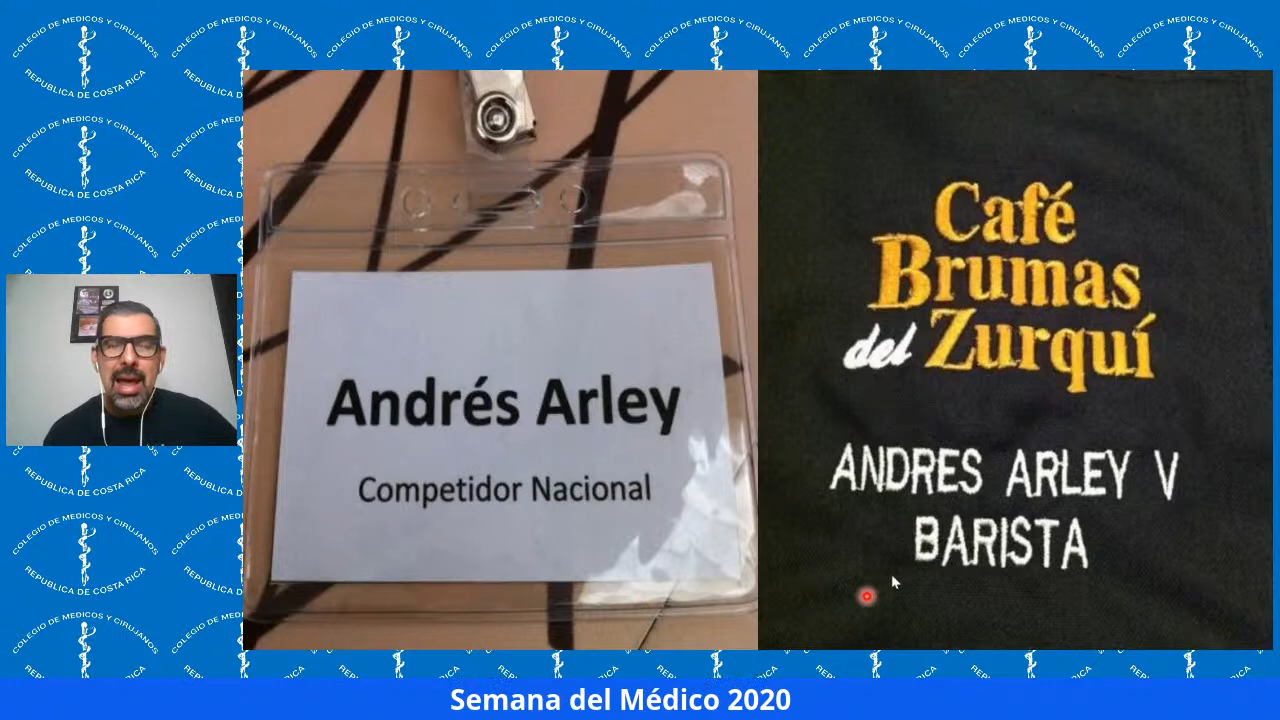 COLEGIO DE MEDICOS Y CIRUJANOS
REPUBLICA DE COSTA RICA
Andrés Arley
Competidor Nacional
Café
Brumas
del Zurquí
ANDRES ARLEY V
BARISTA
Semana del Médico 2020